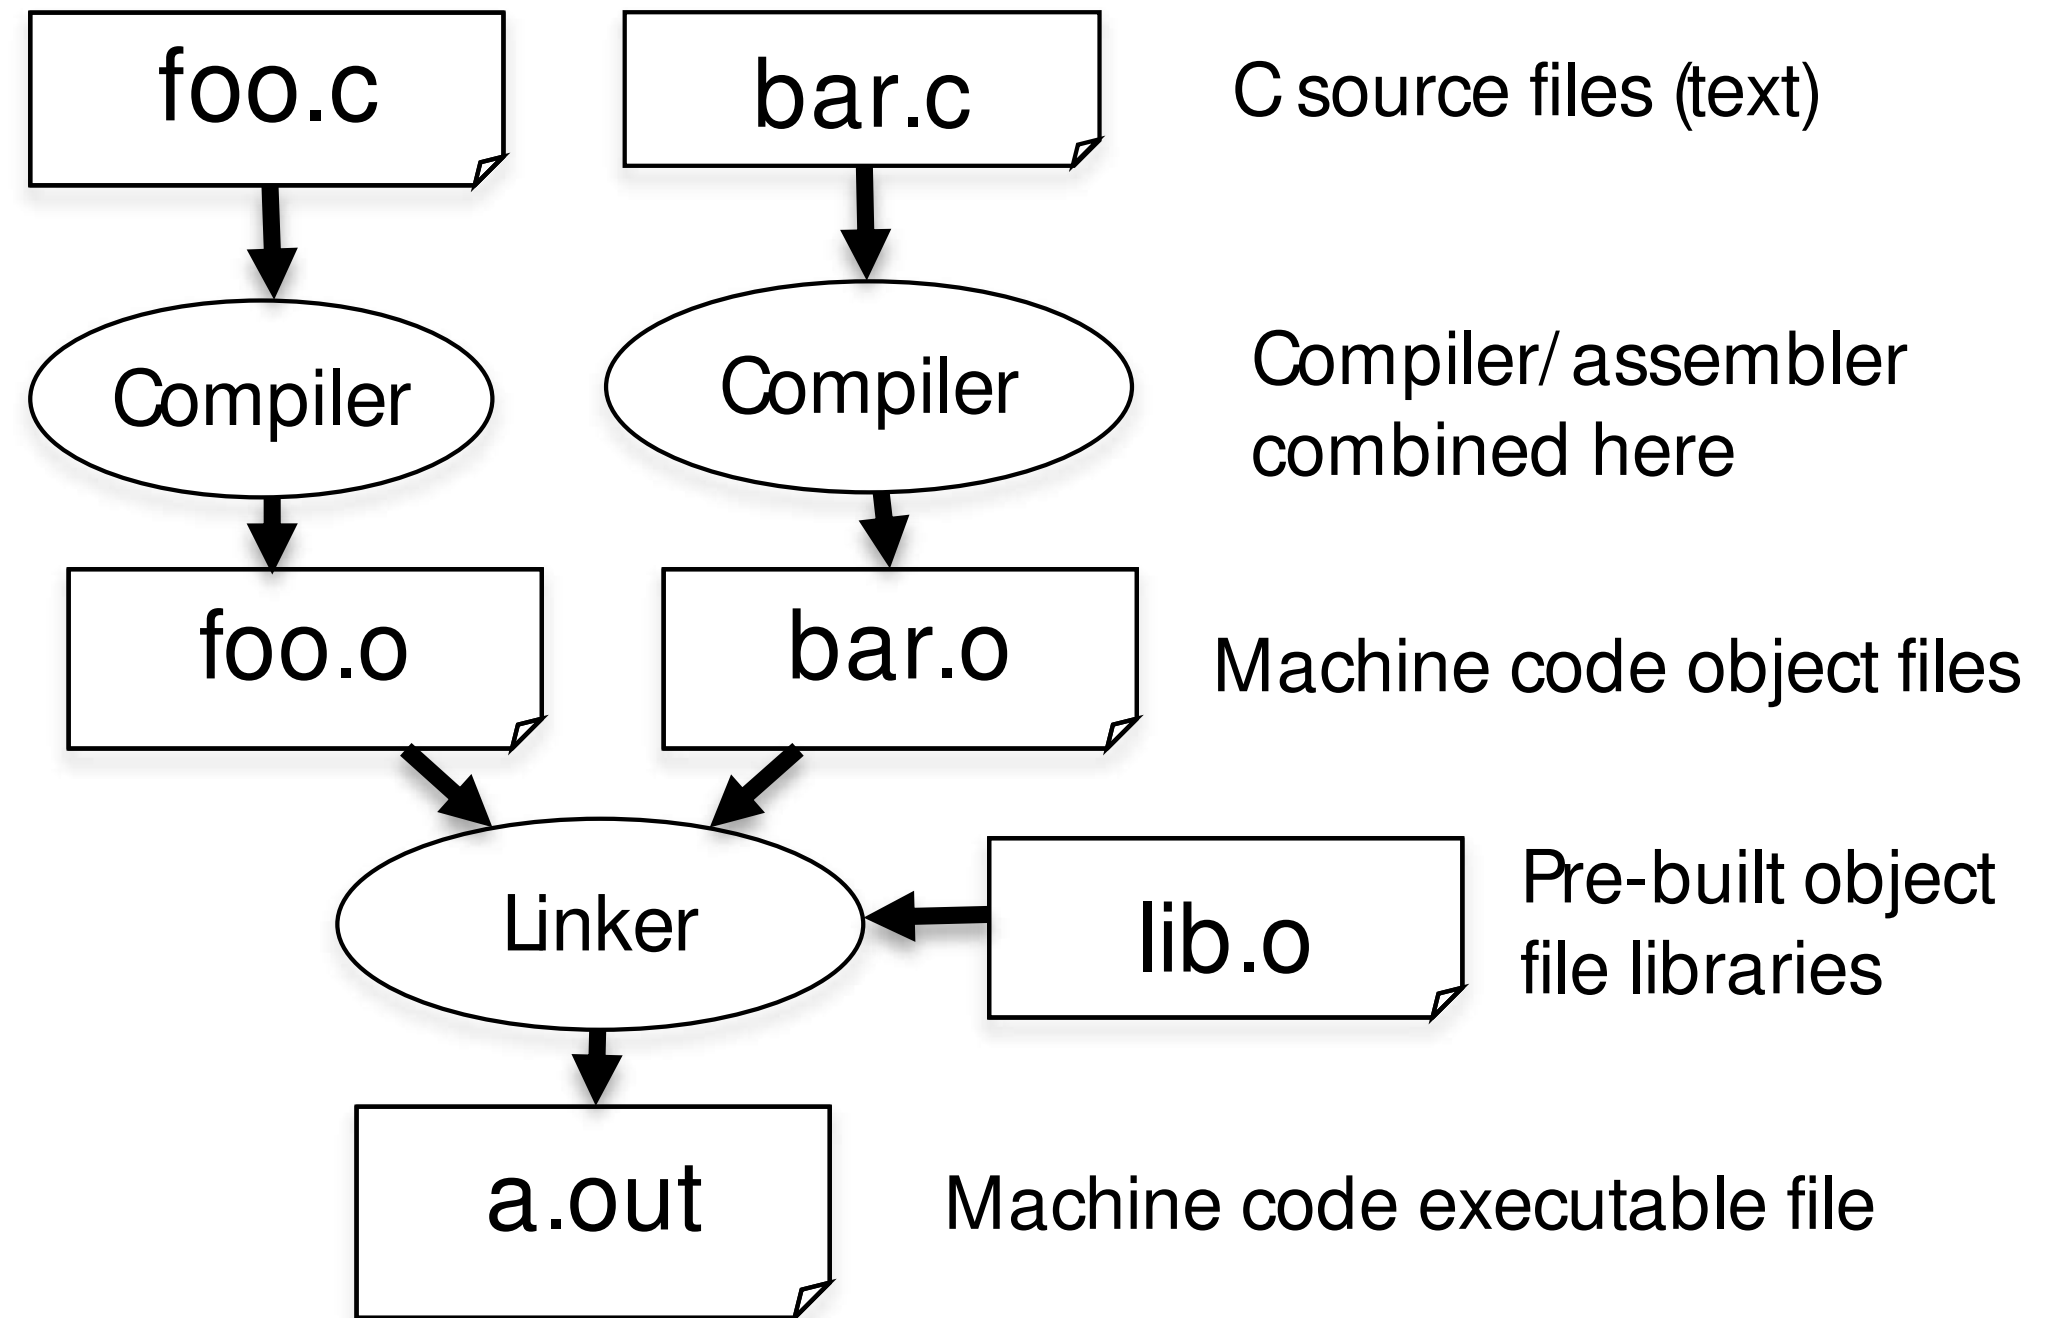 foo.c
bar.c
C source files (text)
Compiler
Compiler
Compiler/ assembler
combined here
foo.o
bar.o
Machine code object files
Linker
lib.o
Pre-built object
file libraries
a.out
Machine code executable file